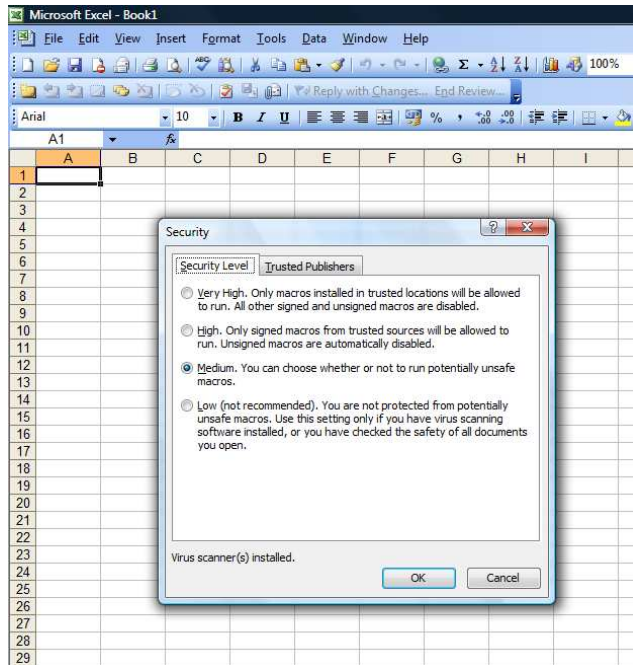 Microsoft Excel - Book1
File Edit View Insert Format Tools Data Window Help
ABC Σ A Z Z A 100%
Reply with Changes... End Review...
Arial 10 B I U % , .0 .00 .00 .0
A1 fx
A B C D E F G H I
1
2
3
4
5
6
7
8
9
10
11
12
13
14
15
16
17
18
19
20
21
22
23
24
25
26
27
28
29
Security ? X
Security Level Trusted Publishers
Very High. Only macros installed in trusted locations will be allowed
to run. All other signed and unsigned macros are disabled.
High. Only signed macros from trusted sources will be allowed to
run. Unsigned macros are automatically disabled.
Medium. You can choose whether or not to run potentially unsafe
macros.
Low (not recommended). You are not protected from potentially
unsafe macros. Use this setting only if you have virus scanning
software installed, or you have checked the safety of all documents
you open.
Virus scanner(s) installed.
OK Cancel